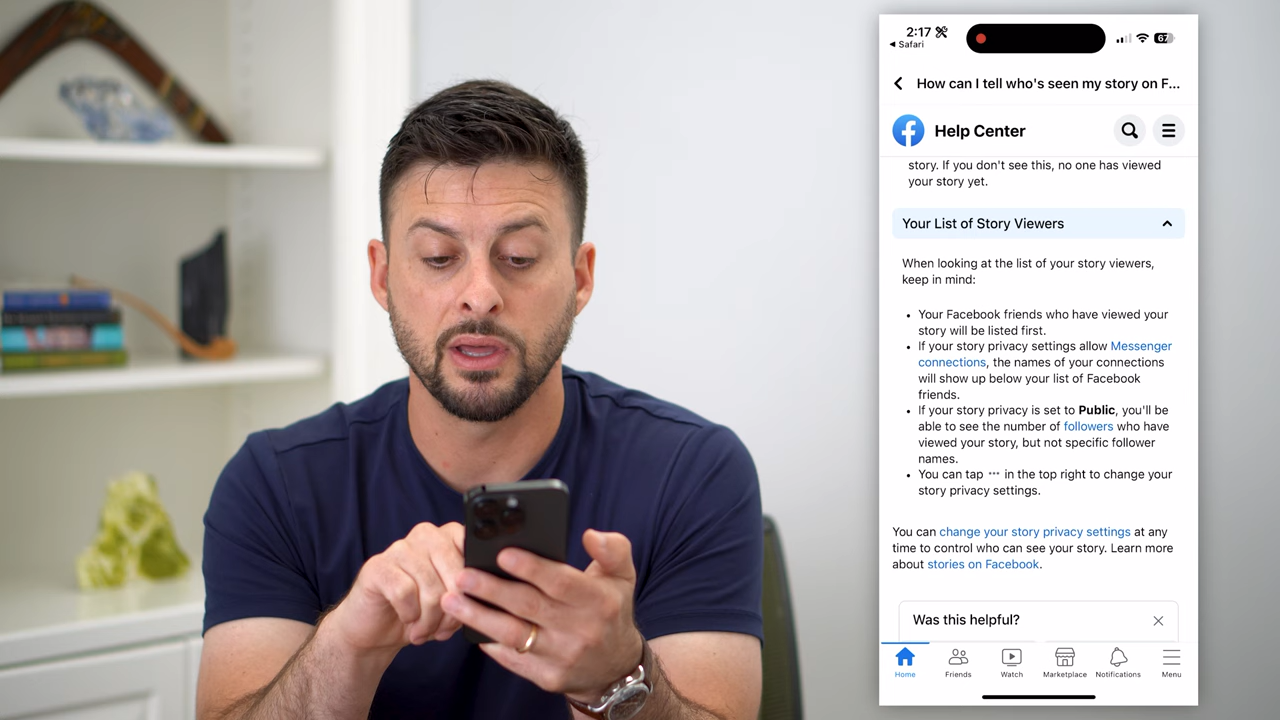 2:17
Safari
67
How can I tell who's seen my story on F...
Help Center
story. If you don't see this, no one has viewed
your story yet.
Your List of Story Viewers
When looking at the list of your story viewers,
keep in mind:
• Your Facebook friends who have viewed your
story will be listed first.
• If your story privacy settings allow Messenger
connections, the names of your connections
will show up below your list of Facebook
friends.
• If your story privacy is set to Public, you'll be
able to see the number of followers who have
viewed your story, but not specific follower
names.
• You can tap ··· in the top right to change your
story privacy settings.
You can change your story privacy settings at any
time to control who can see your story. Learn more
about stories on Facebook.
Was this helpful?
Home
Friends
Watch
Marketplace
Notifications
Menu